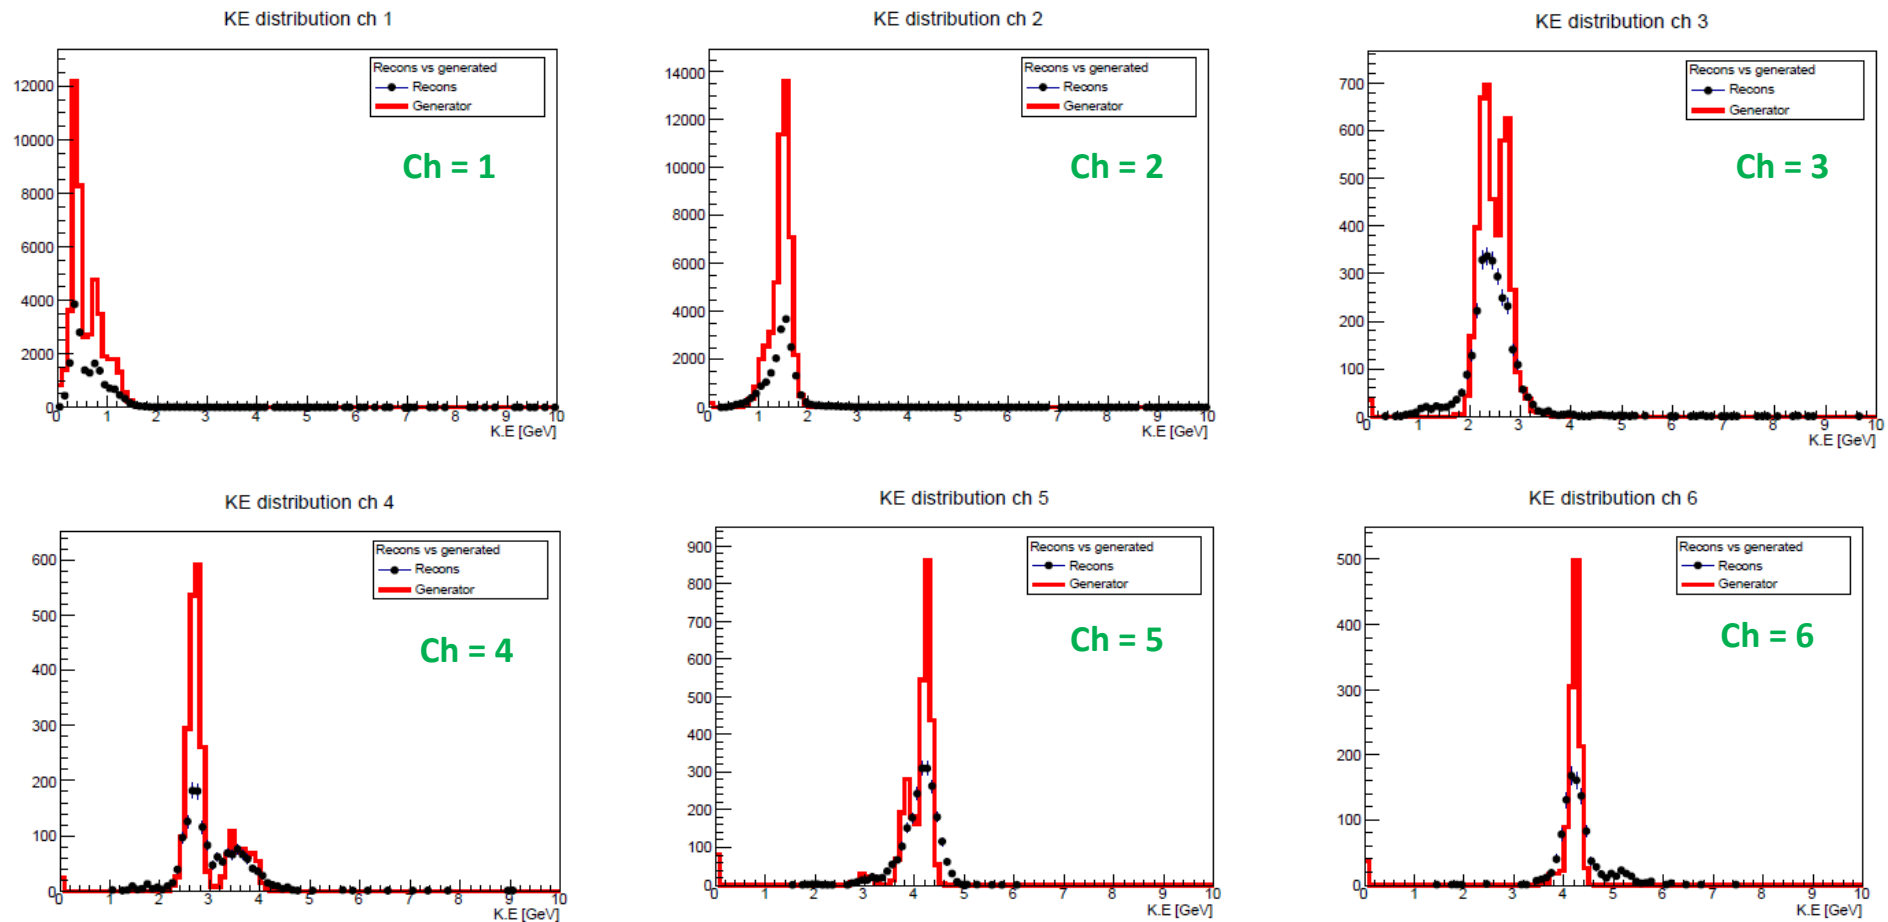 KE distribution ch 1
12000
10000
8000
6000
4000
2000
0
0 1 2 3 4 5 6 7 8 9 10
K.E [GeV]
Recons vs generated
Recons
Generator
Ch = 1
KE distribution ch 2
14000
12000
10000
8000
6000
4000
2000
0
0 1 2 3 4 5 6 7 8 9 10
K.E [GeV]
Recons vs generated
Recons
Generator
Ch = 2
KE distribution ch 3
700
600
500
400
300
200
100
0
0 1 2 3 4 5 6 7 8 9 10
K.E [GeV]
Recons vs generated
Recons
Generator
Ch = 3
KE distribution ch 4
600
500
400
300
200
100
0
0 1 2 3 4 5 6 7 8 9 10
K.E [GeV]
Recons vs generated
Recons
Generator
Ch = 4
KE distribution ch 5
900
800
700
600
500
400
300
200
100
0
0 1 2 3 4 5 6 7 8 9 10
K.E [GeV]
Recons vs generated
Recons
Generator
Ch = 5
KE distribution ch 6
500
400
300
200
100
0
0 1 2 3 4 5 6 7 8 9 10
K.E [GeV]
Recons vs generated
Recons
Generator
Ch = 6